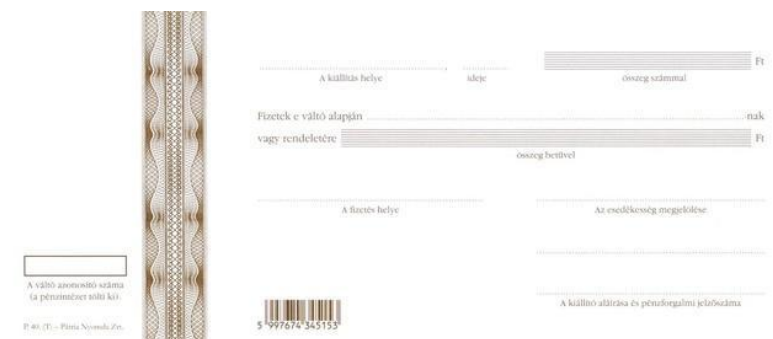 Ft
A kiállítás helye , ideje összeg számmal
Fizetek e váltó alapján -nak
vagy rendeletére Ft
összeg betűvel
A fizetés helye Az esedékesség megjelölése
A váltó azonosító száma
(a pénzintézet tölti ki).
A kiállító aláírása és pénzforgalmi jelzőszáma
P. 40. (T) – Pátria Nyomda Zrt.
5 997674 345153